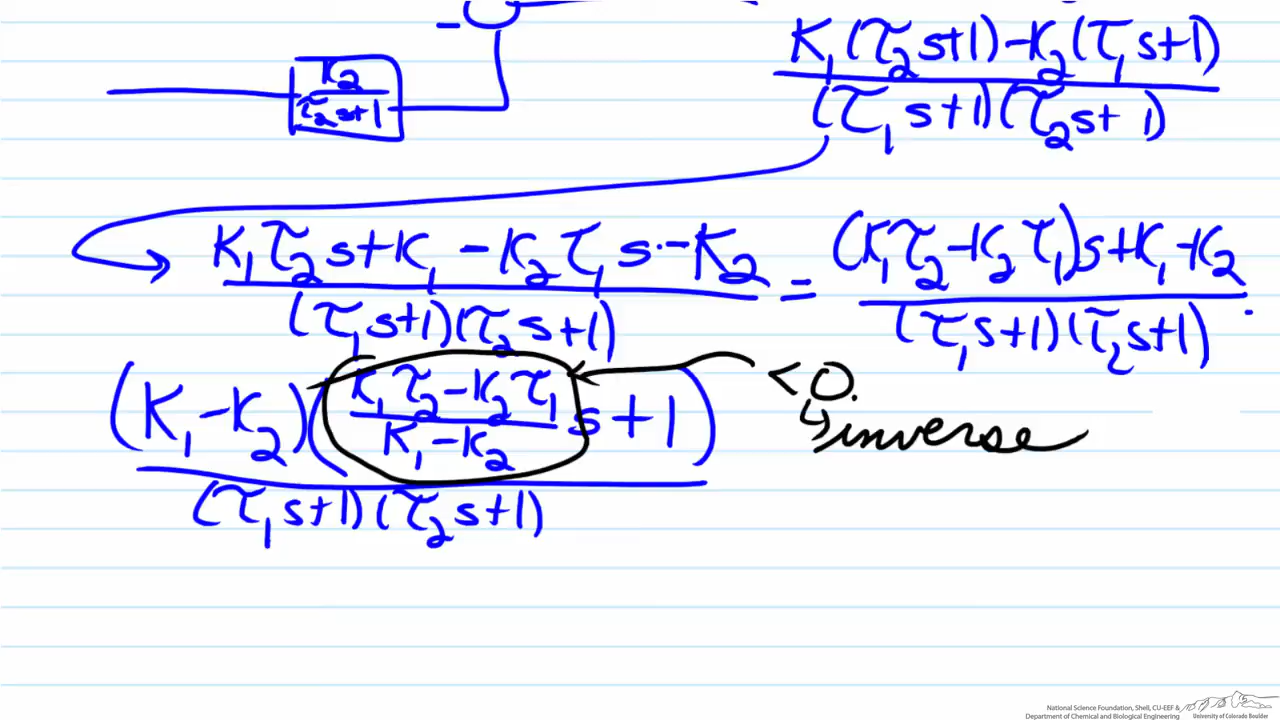 K₁(τ₂s+1)-K₂(τ₁s+1)
K₂
τ₂s+1
(τ₁s+1)(τ₂s+1)
K₁τ₂s+K₁-K₂τ₁s-K₂ = (K₁τ₂-K₂τ₁)s+K₁-K₂
(τ₁s+1)(τ₂s+1) (τ₁s+1)(τ₂s+1)
(K₁-K₂)(K₁τ₂-K₂τ₁ s+1) <0.
K₁-K₂ inverse
(τ₁s+1)(τ₂s+1)
National Science Foundation, Shell, CU-EEF &
Department of Chemical and Biological Engineering University of Colorado Boulder